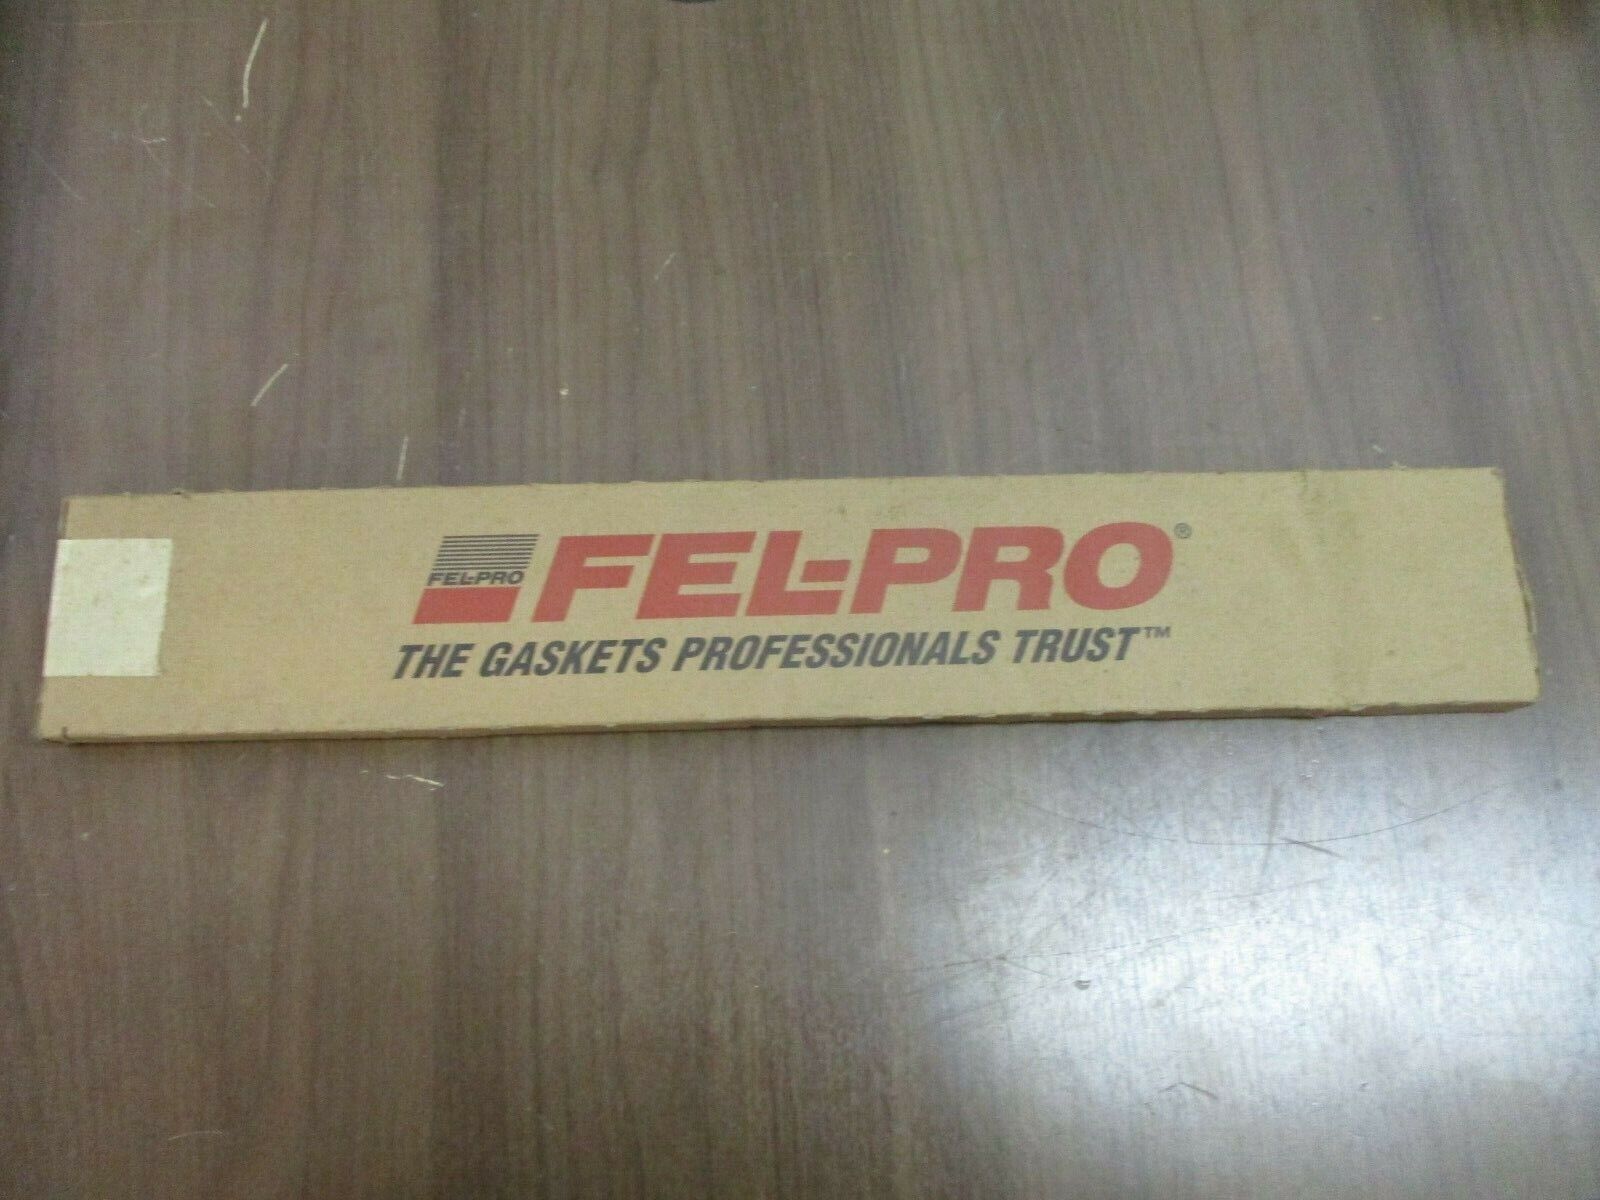 FEL-PRO
FEL-PRO®
THE GASKETS PROFESSIONALS TRUST™